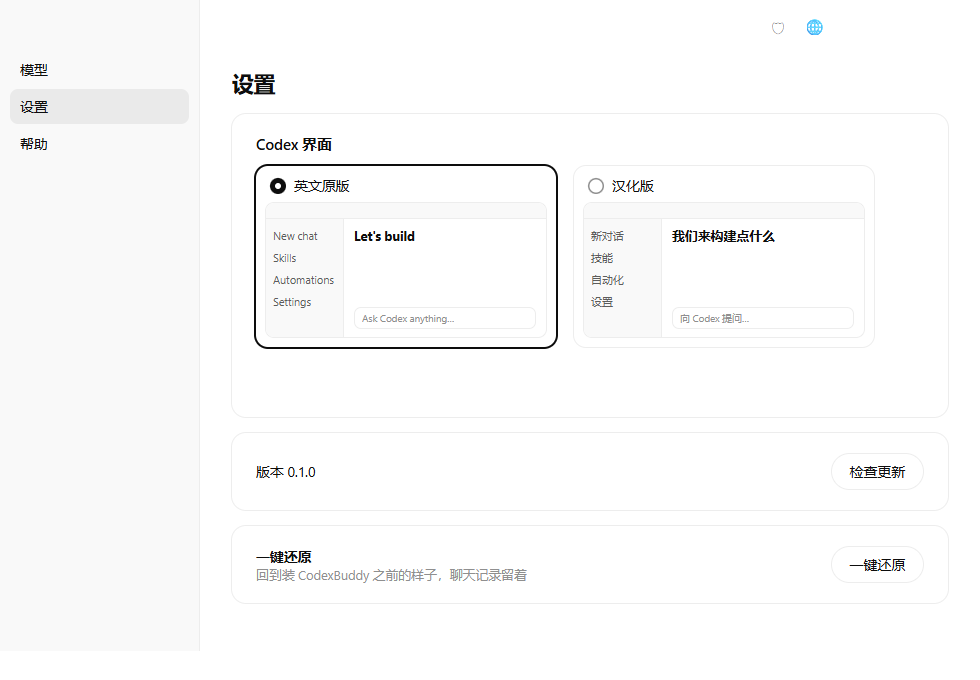 模型
设置
帮助
设置
Codex 界面
英文原版
New chat
Skills
Automations
Settings
Let's build
Ask Codex anything...
汉化版
新对话
技能
自动化
设置
我们来构建点什么
向 Codex 提问...
版本 0.1.0
检查更新
一键还原
回到装 CodexBuddy 之前的样子，聊天记录留着
一键还原